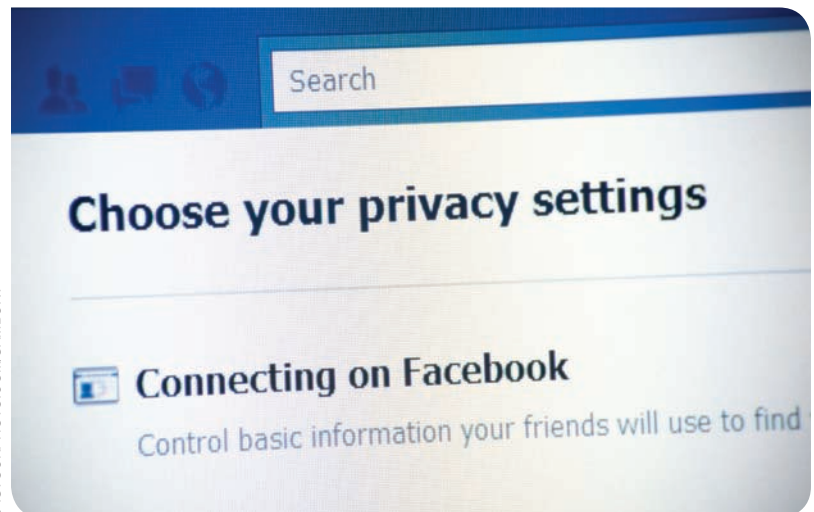 Search
Choose your privacy settings
Connecting on Facebook
Control basic information your friends will use to find